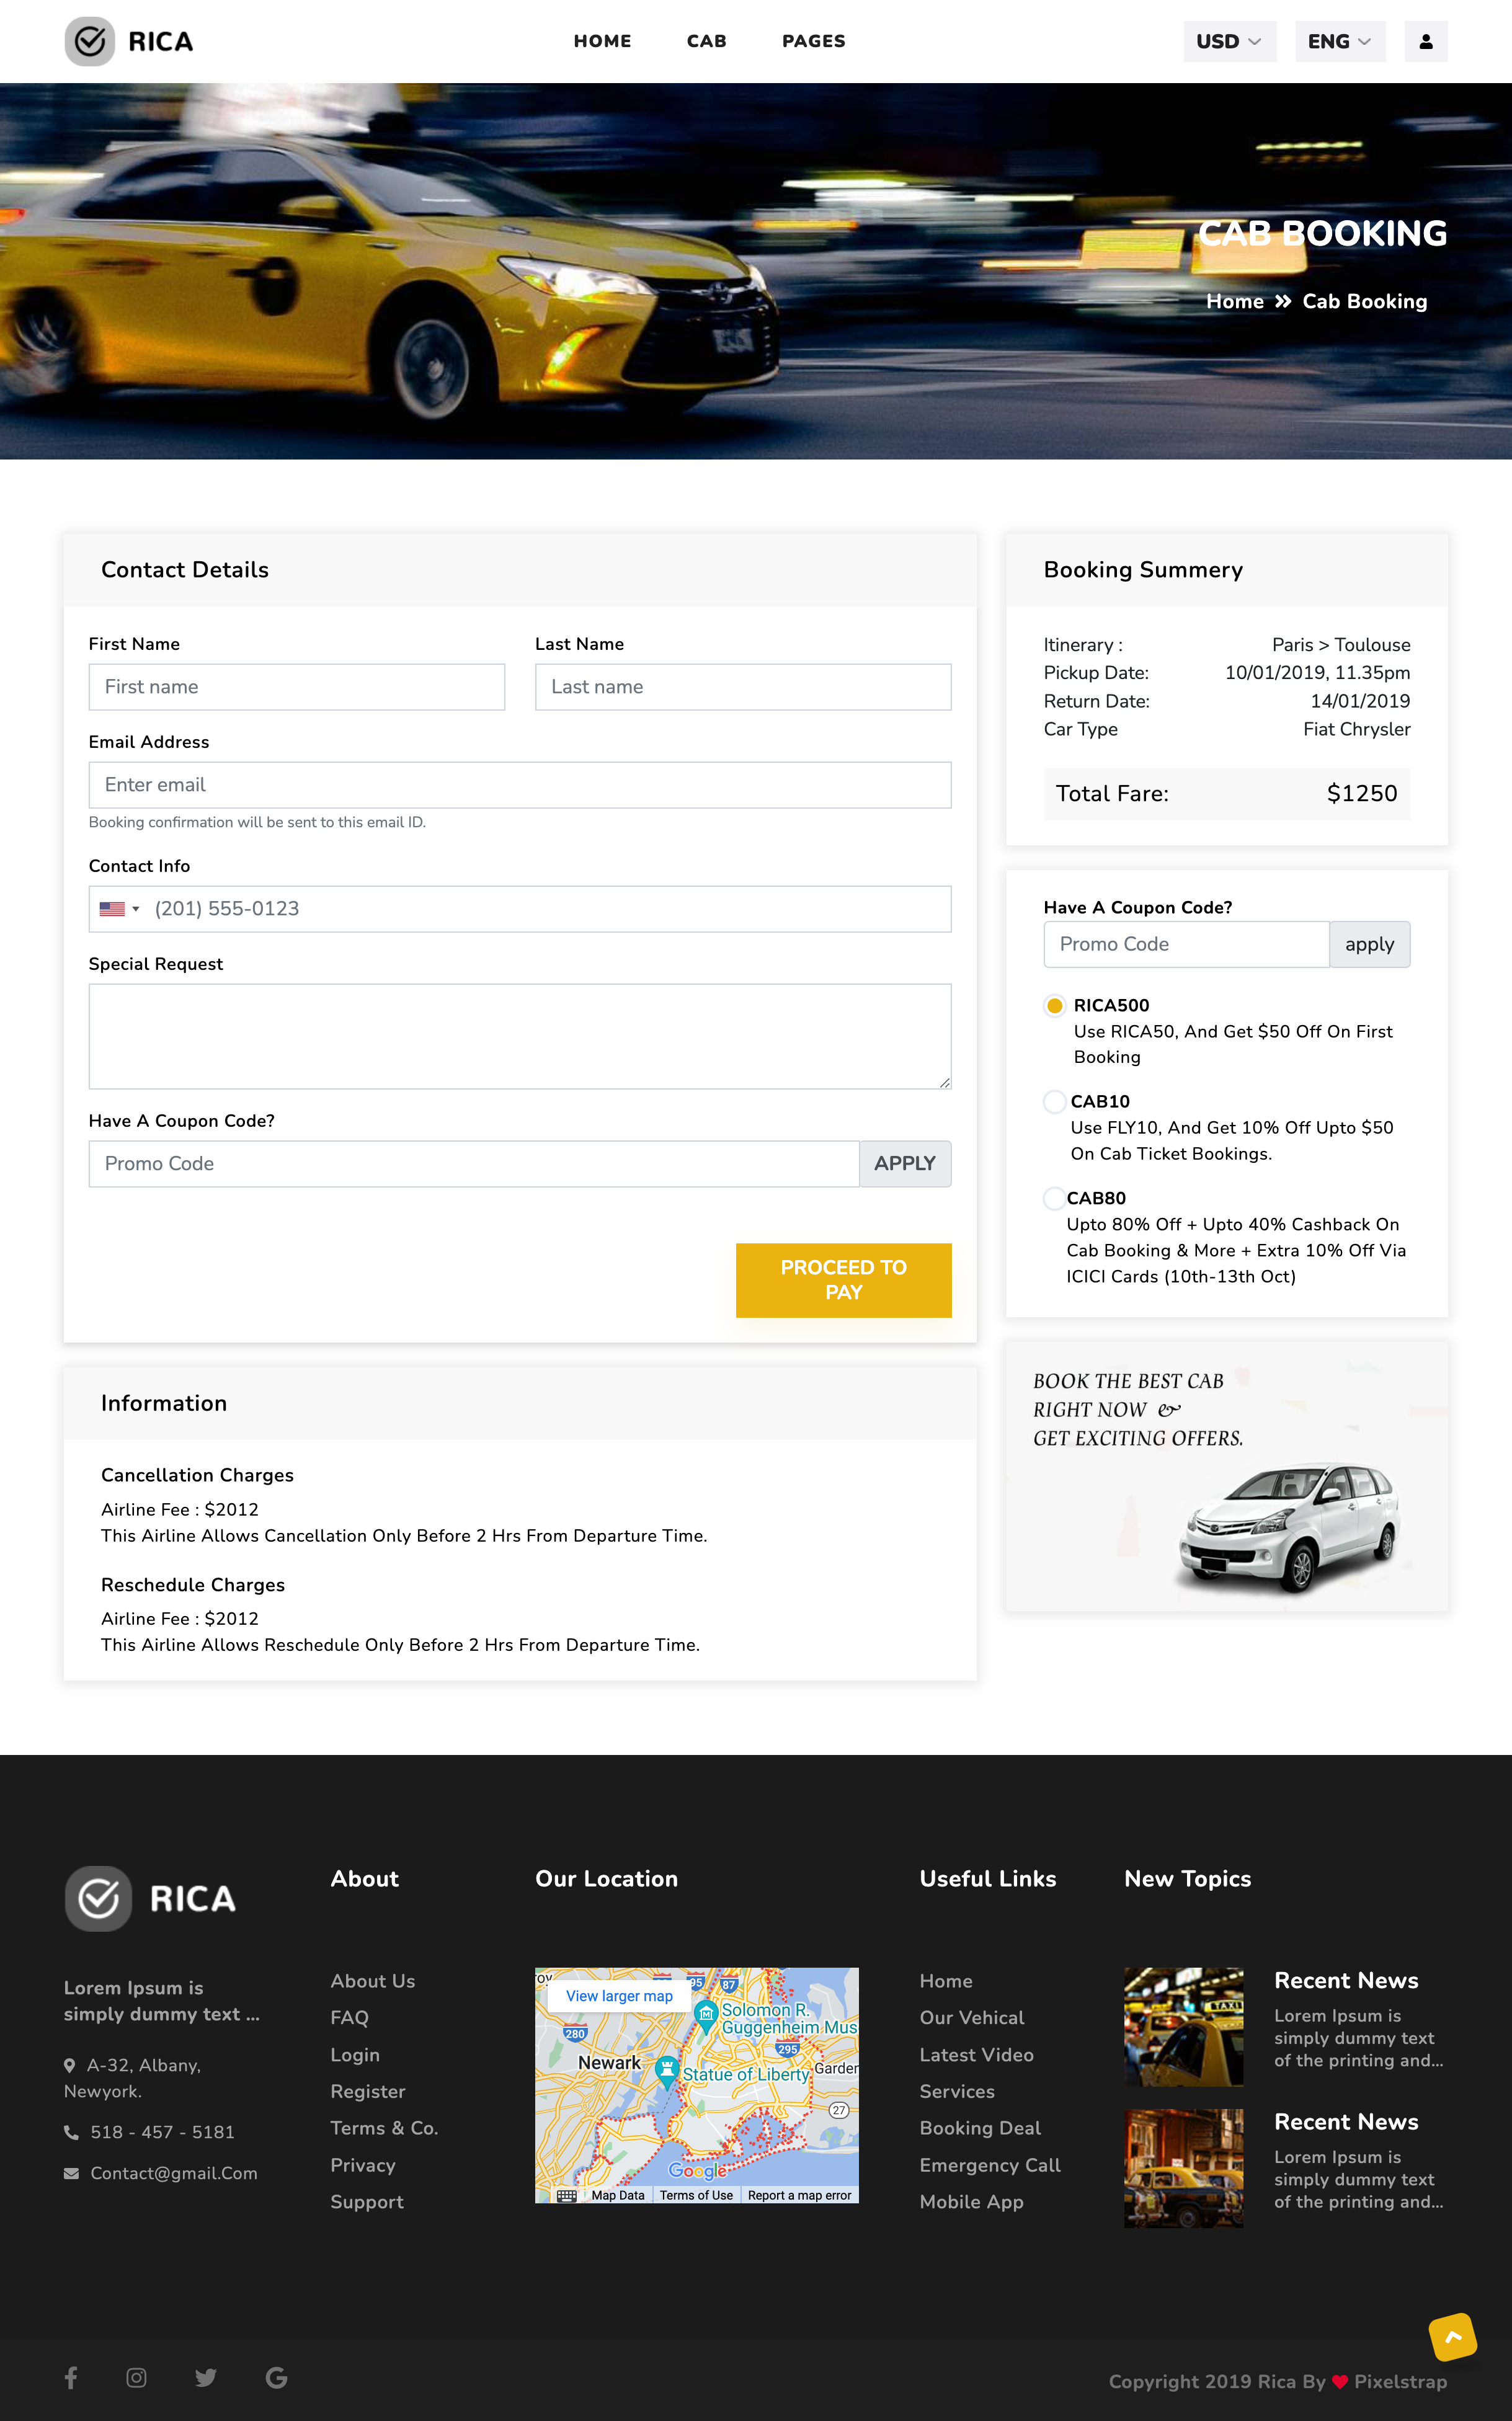 RICA
HOME
CAB
PAGES
USD
ENG
CAB BOOKING
Home » Cab Booking
Contact Details
First Name
Last Name
First name
Last name
Email Address
Enter email
Booking confirmation will be sent to this email ID.
Contact Info
(201) 555-0123
Special Request
Have A Coupon Code?
Promo Code
APPLY
PROCEED TO
PAY
Information
Cancellation Charges
Airline Fee : $2012
This Airline Allows Cancellation Only Before 2 Hrs From Departure Time.
Reschedule Charges
Airline Fee : $2012
This Airline Allows Reschedule Only Before 2 Hrs From Departure Time.
Booking Summery
Itinerary : Paris > Toulouse
Pickup Date: 10/01/2019, 11.35pm
Return Date: 14/01/2019
Car Type Fiat Chrysler
Total Fare: $1250
Have A Coupon Code?
Promo Code
apply
RICA500
Use RICA50, And Get $50 Off On First
Booking
CAB10
Use FLY10, And Get 10% Off Upto $50
On Cab Ticket Bookings.
CAB80
Upto 80% Off + Upto 40% Cashback On
Cab Booking & More + Extra 10% Off Via
ICICI Cards (10th-13th Oct)
BOOK THE BEST CAB
RIGHT NOW &
GET EXCITING OFFERS.
RICA
Lorem Ipsum is
simply dummy text ...
A-32, Albany,
Newyork.
518 - 457 - 5181
Contact@gmail.Com
About
About Us
FAQ
Login
Register
Terms & Co.
Privacy
Support
Our Location
View larger map
95
87
Solomon R.
Guggenheim Mus
280
295
Newark
Garden
Statue of Liberty
27
Google
Map Data
Terms of Use
Report a map error
Useful Links
Home
Our Vehical
Latest Video
Services
Booking Deal
Emergency Call
Mobile App
New Topics
TAXI
Recent News
Lorem Ipsum is
simply dummy text
of the printing and...
Recent News
Lorem Ipsum is
simply dummy text
of the printing and...
Copyright 2019 Rica By ❤ Pixelstrap